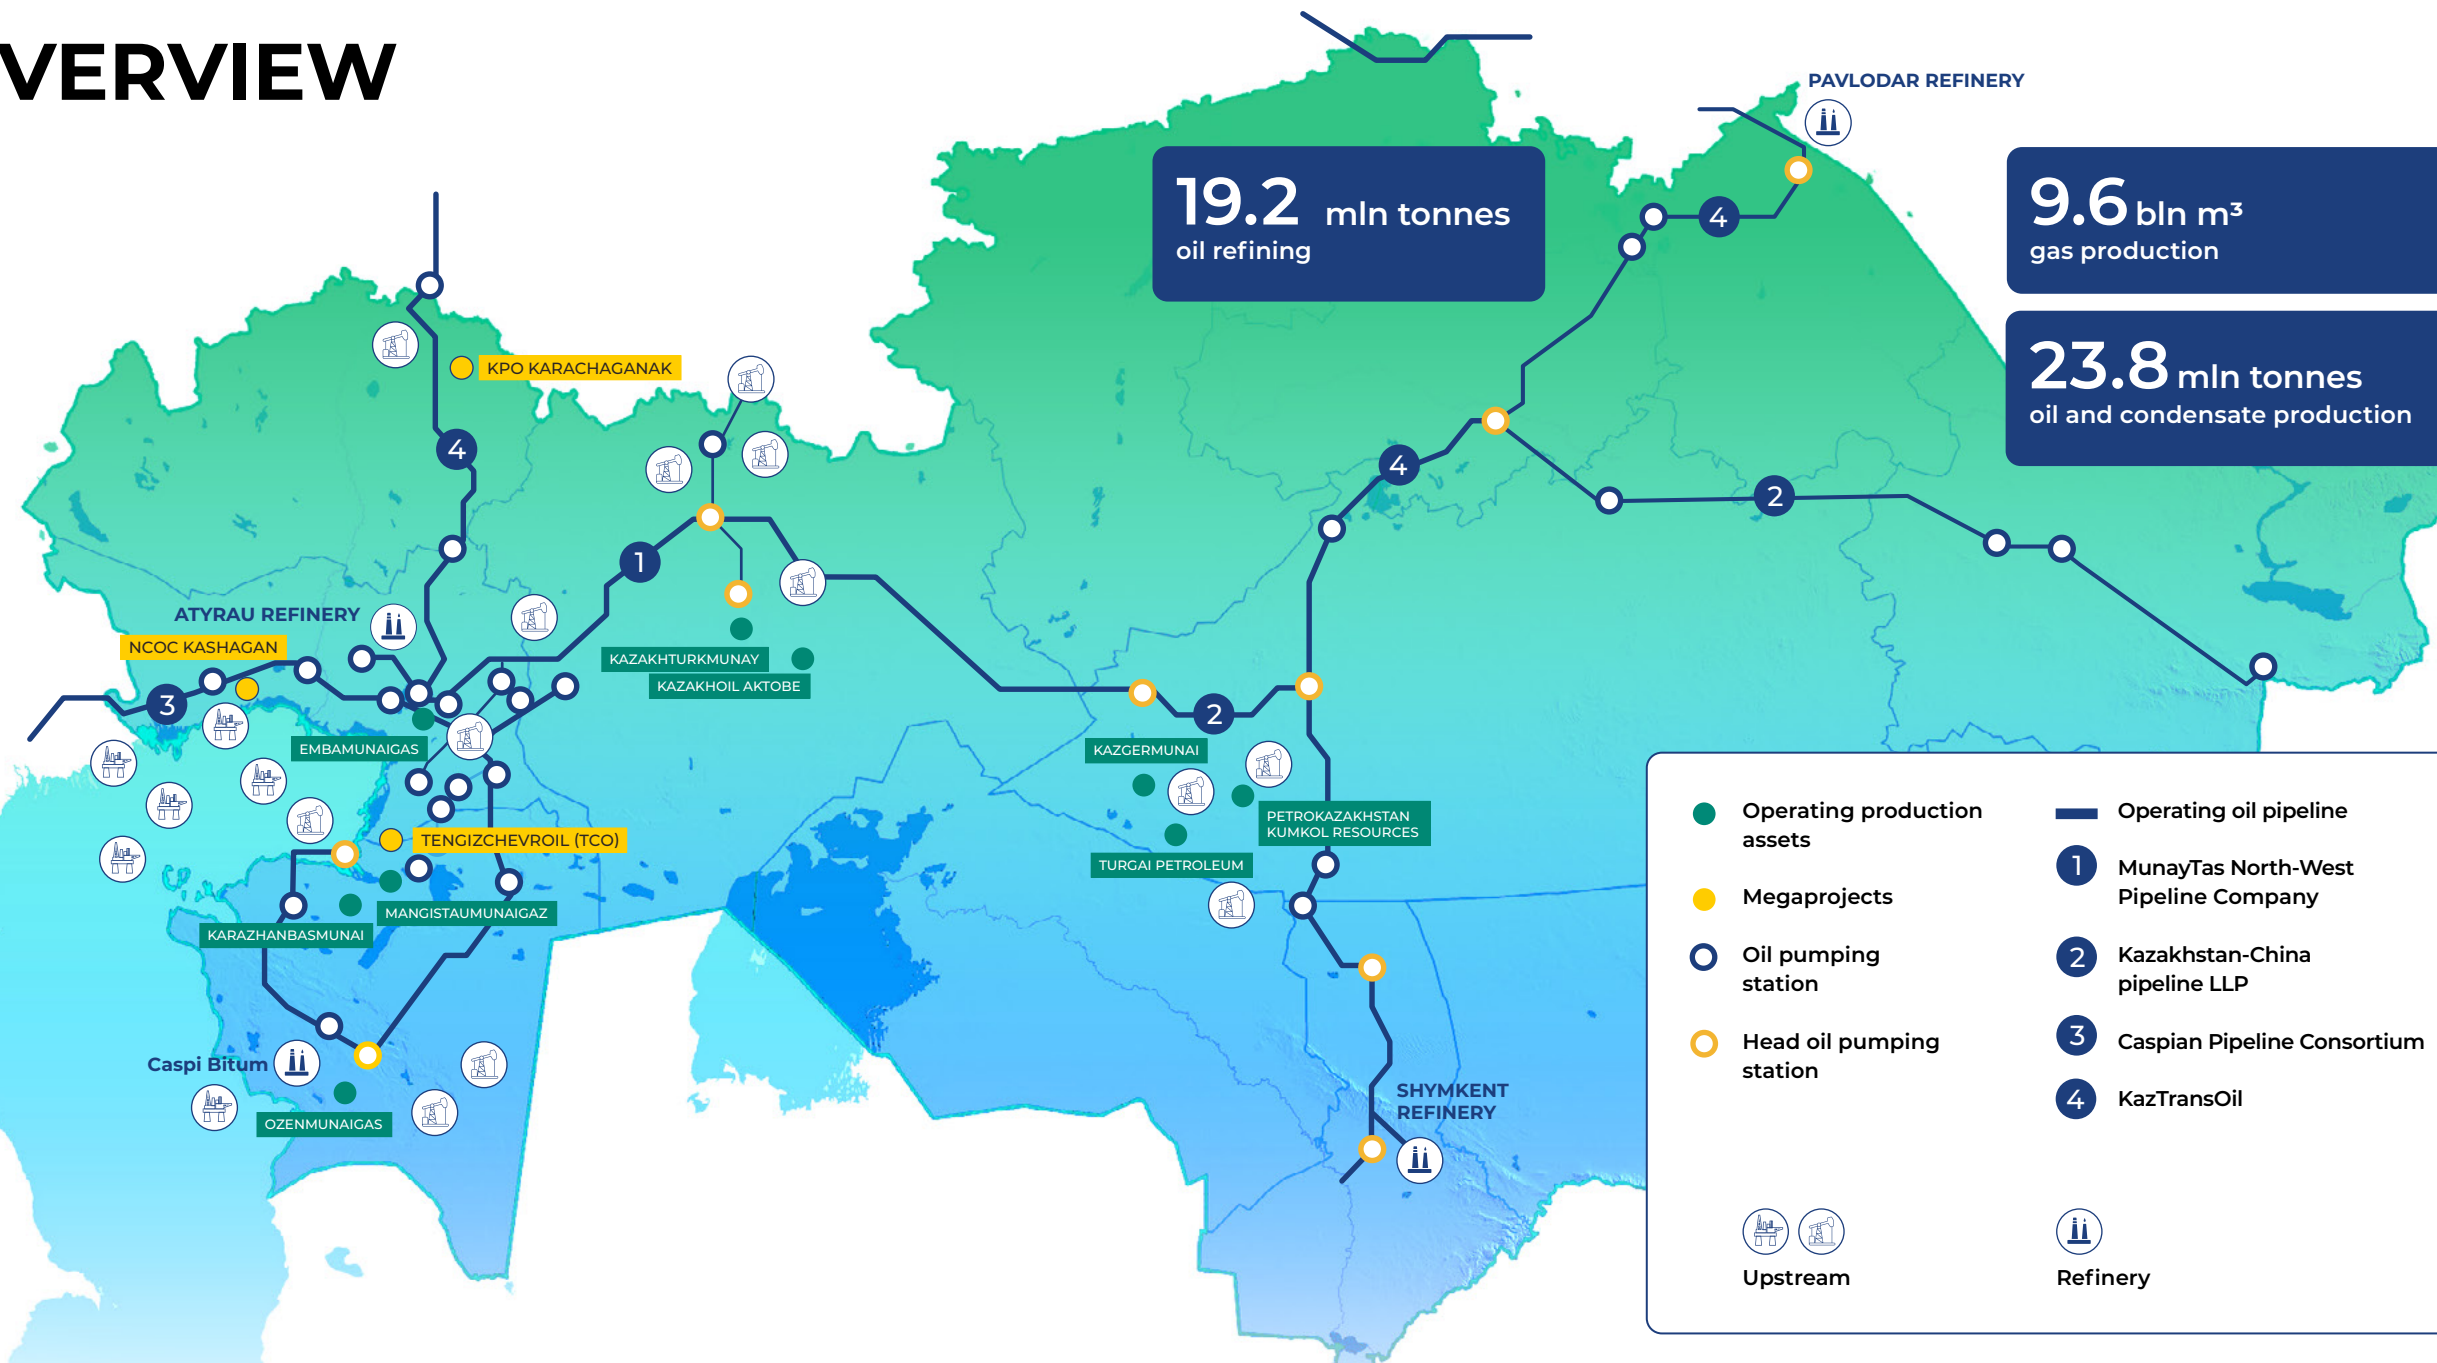 VERVIEW
PAVLODAR REFINERY
19.2 mln tonnes
oil refining
9.6 bln m³
gas production
23.8 mln tonnes
oil and condensate production
4
KPO KARACHAGANAK
4
4
2
1
ATYRAU REFINERY
NCOC KASHAGAN
KAZAKHTURKMUNAY
KAZAKHOIL AKTOBE
3
2
EMBAMUNAIGAS
KAZGERMUNAI
PETROKAZAKHSTAN
KUMKOL RESOURCES
TENGIZCHEVROIL (TCO)
TURGAI PETROLEUM
MANGISTAUMUNAIGAZ
KARAZHANBASMUNAI
Caspi Bitum
OZENMUNAIGAS
SHYMKENT
REFINERY
Operating production
assets
Megaprojects
Oil pumping
station
Head oil pumping
station
Operating oil pipeline
1 MunayTas North-West
Pipeline Company
2 Kazakhstan-China
pipeline LLP
3 Caspian Pipeline Consortium
4 KazTransOil
Upstream
Refinery